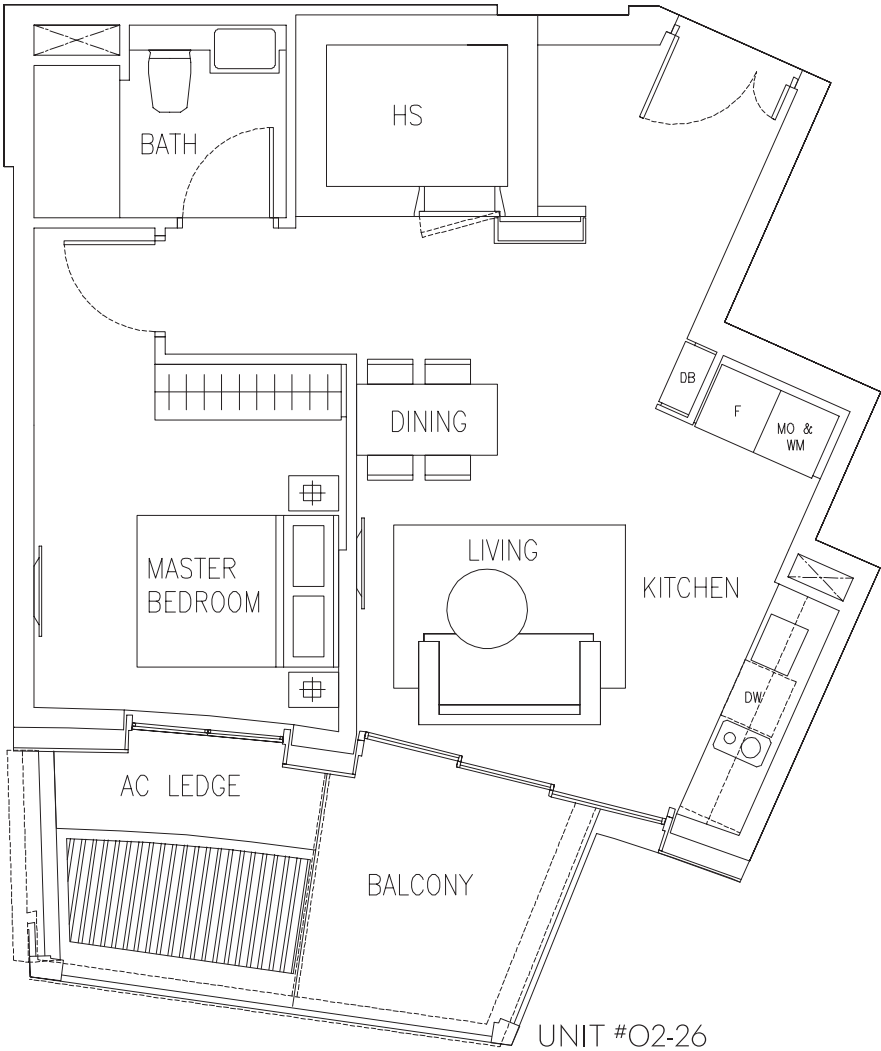 HS
BATH
DB
F
MO &
WM
DINING
LIVING
MASTER
BEDROOM
KITCHEN
DW
AC LEDGE
BALCONY
UNIT #02-26